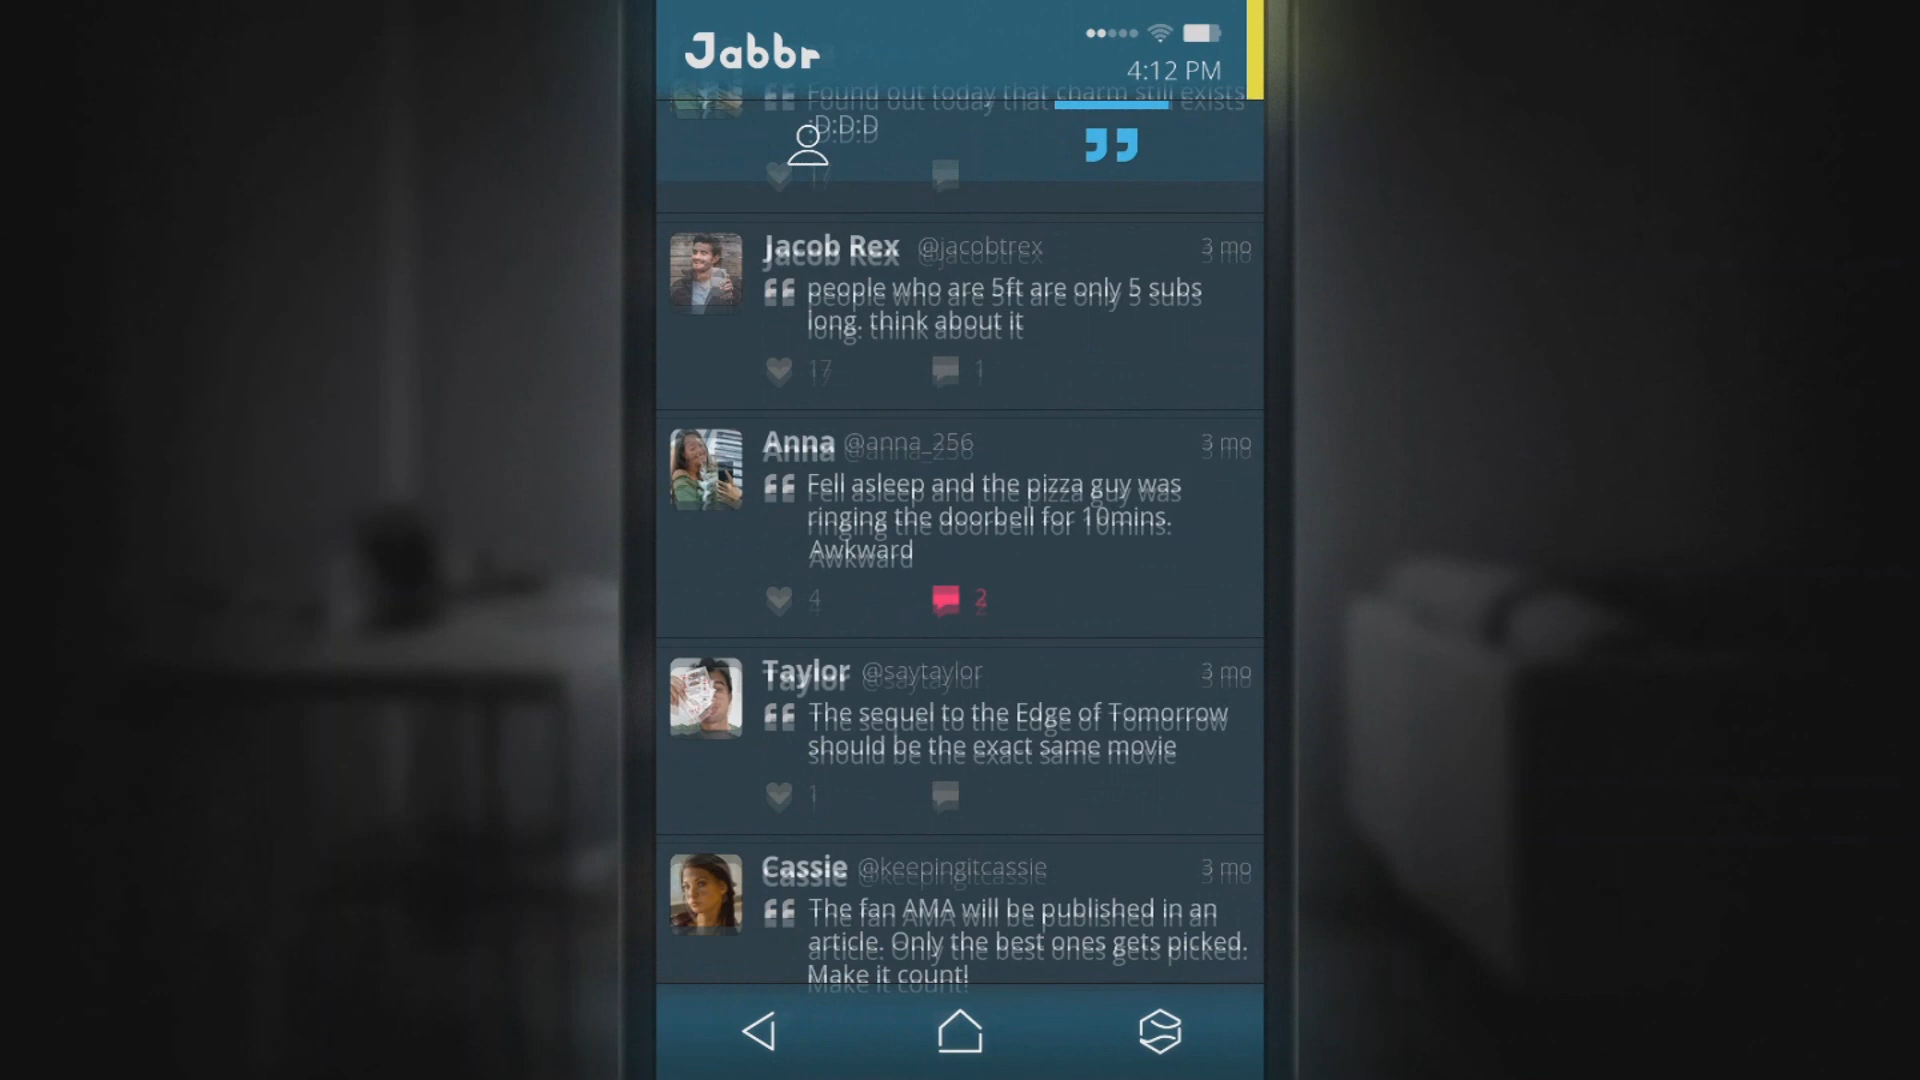 Jabbr
4:12 PM
Found out today that charm still exists
:D:D:D
17
Jacob Rex @jacobtrex 3 mo
people who are 5ft are only 5 subs
long. think about it
17 1
Anna @anna_256 3 mo
Fell asleep and the pizza guy was
ringing the doorbell for 10mins.
Awkward
4 2
Taylor @saytaylor 3 mo
The sequel to the Edge of Tomorrow
should be the exact same movie
1
Cassie @keepingitcassie 3 mo
The fan AMA will be published in an
article. Only the best ones gets picked.
Make it count!